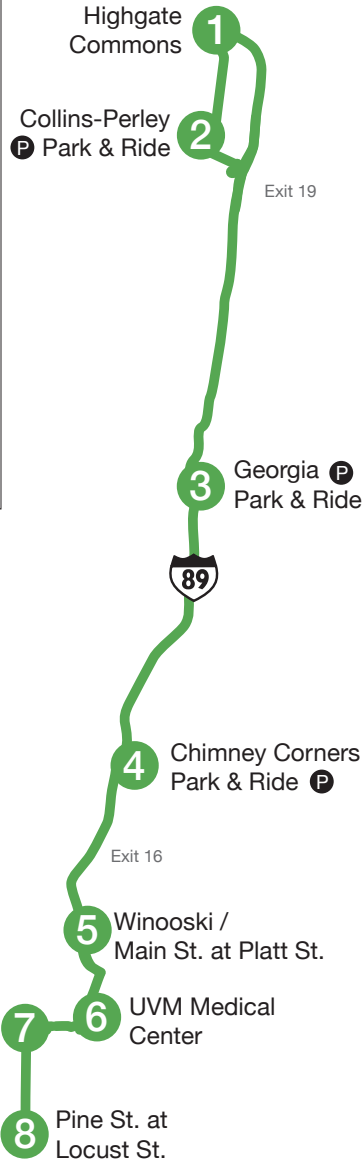 Highgate
Commons
1
Collins-Perley
P Park & Ride
2
Exit 19
3
Georgia P
Park & Ride
89
4
Chimney Corners
Park & Ride P
Exit 16
5
Winooski /
Main St. at Platt St.
6
UVM Medical
Center
7
8
Pine St. at
Locust St.